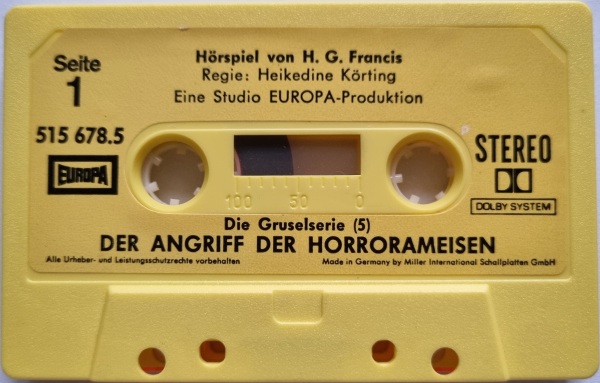 Seite
1
Hörspiel von H. G. Francis
Regie: Heikedine Körting
Eine Studio EUROPA-Produktion
515 678.5
EUROPA
STEREO
DOLBY SYSTEM
100 50 0
Die Gruselserie (5)
DER ANGRIFF DER HORRORAMEISEN
Alle Urheber- und Leistungsschutzrechte vorbehalten
Made in Germany by Miller International Schallplatten GmbH